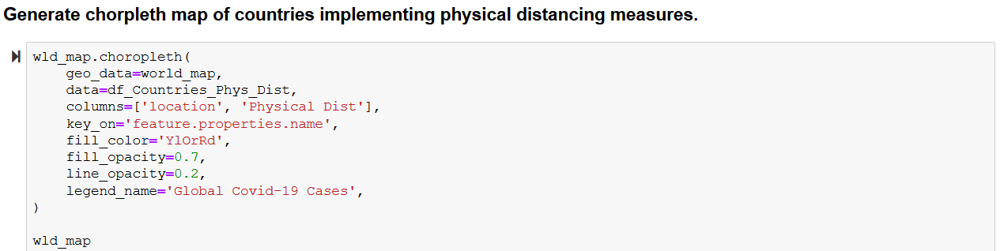 Generate chorpleth map of countries implementing physical distancing measures.
wld_map.choropleth(
    geo_data=world_map,
    data=df_Countries_Phys_Dist,
    columns=['location', 'Physical Dist'],
    key_on='feature.properties.name',
    fill_color='YlOrRd',
    fill_opacity=0.7,
    line_opacity=0.2,
    legend_name='Global Covid-19 Cases',
)
wld_map